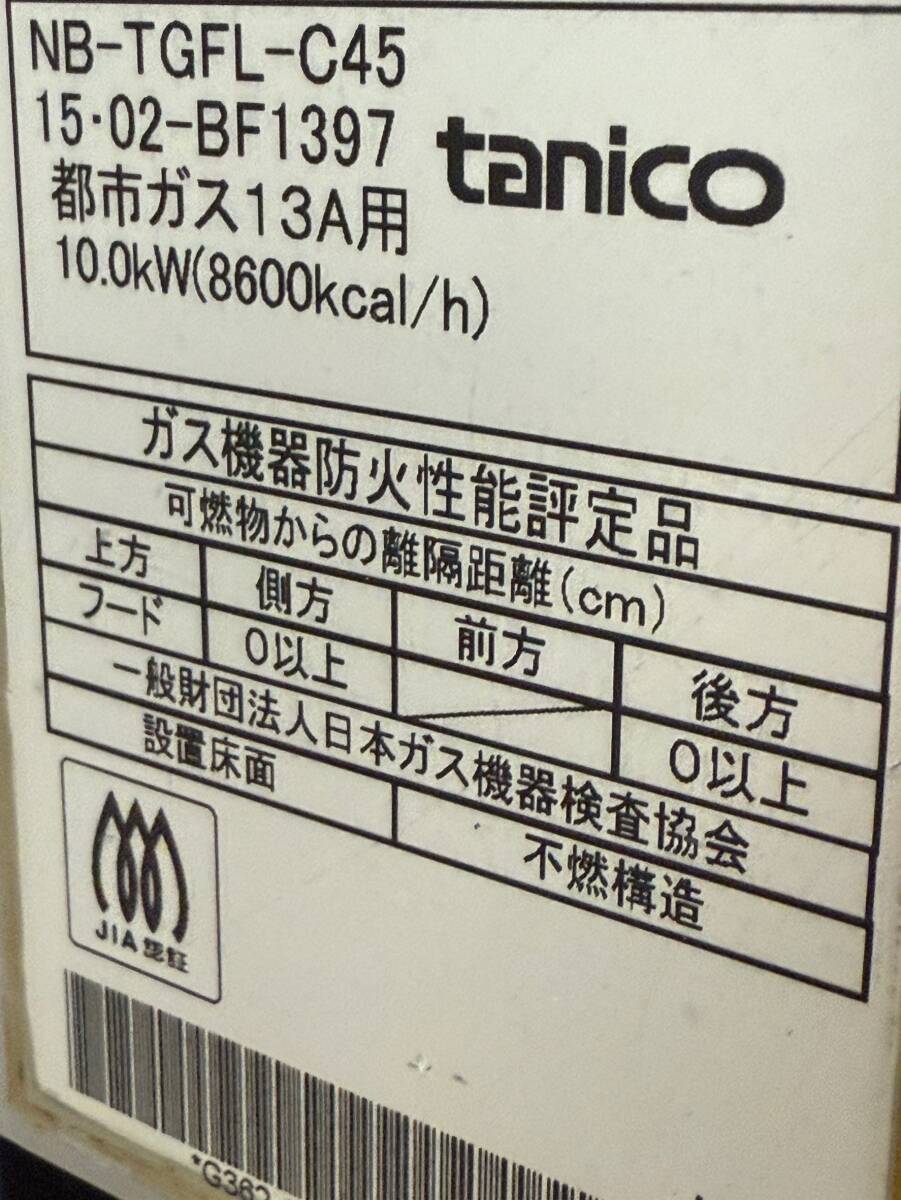 NB-TGFL-C45
15・02-BF1397
tanico
都市ガス13A用
10.0kW(8600kcal/h)
ガス機器防火性能評定品
可燃物からの離隔距離(cm)
上方 側方 前方 後方
フード 0以上 0以上
一般財団法人日本ガス機器検査協会
設置床面 不燃構造
JIA 認証
*G362